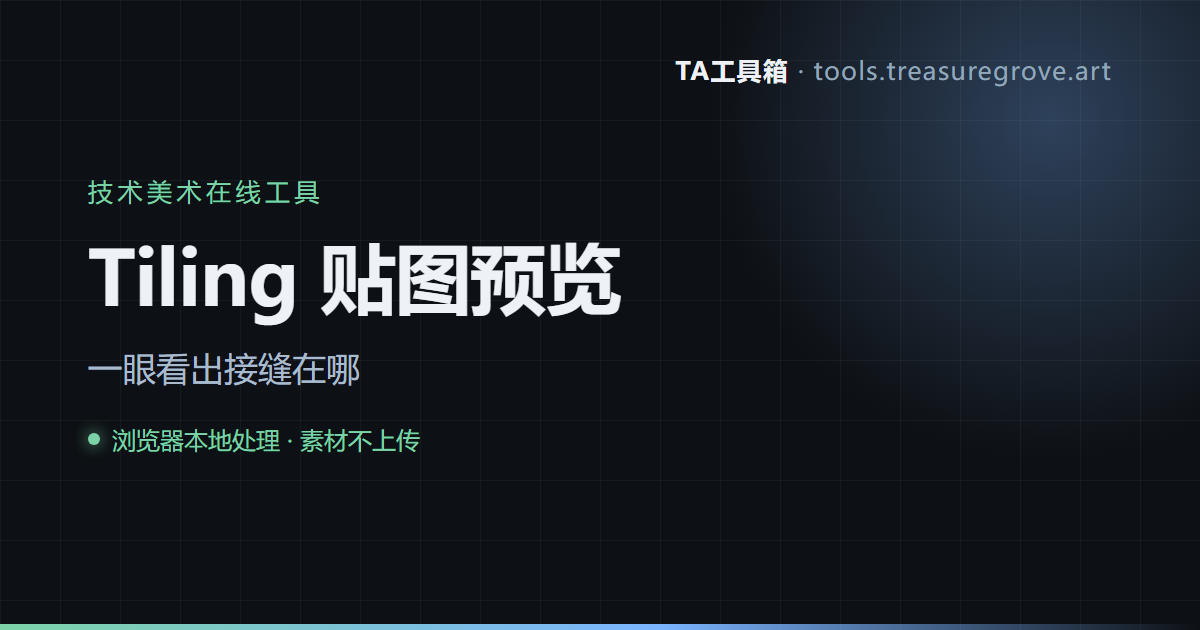 TA工具箱 · tools.treasuregrove.art
技术美术在线工具
Tiling 贴图预览
一眼看出接缝在哪
浏览器本地处理 · 素材不上传